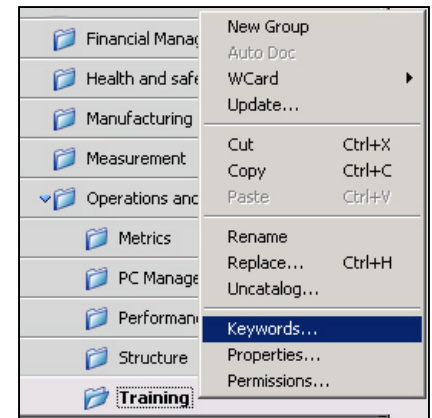 Financial Manag
Health and safe
Manufacturing
Measurement
Operations and
Metrics
PC Manage
Performan
Structure
Training
New Group
Auto Doc
WCard
Update...
Cut Ctrl+X
Copy Ctrl+C
Paste Ctrl+V
Rename
Replace... Ctrl+H
Uncatalog...
Keywords...
Properties...
Permissions...